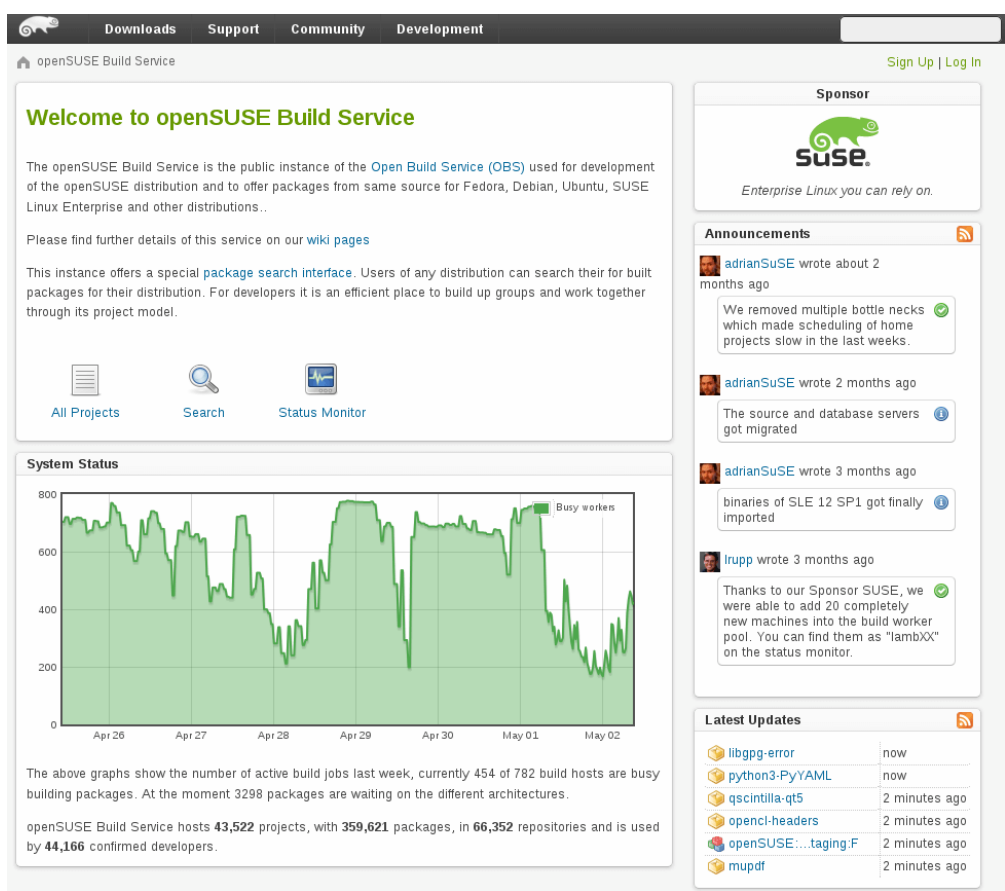 Downloads Support Community Development
openSUSE Build Service
Sign Up | Log In
Welcome to openSUSE Build Service
The openSUSE Build Service is the public instance of the Open Build Service (OBS) used for development
of the openSUSE distribution and to offer packages from same source for Fedora, Debian, Ubuntu, SUSE
Linux Enterprise and other distributions..
Please find further details of this service on our wiki pages
This instance offers a special package search interface. Users of any distribution can search their for built
packages for their distribution. For developers it is an efficient place to build up groups and work together
through its project model.
All Projects Search Status Monitor
System Status
800
600
400
200
0
Busy workers
Apr 26 Apr 27 Apr 28 Apr 29 Apr 30 May 01 May 02
The above graphs show the number of active build jobs last week, currently 454 of 782 build hosts are busy
building packages. At the moment 3298 packages are waiting on the different architectures.
openSUSE Build Service hosts 43,522 projects, with 359,621 packages, in 66,352 repositories and is used
by 44,166 confirmed developers.
Sponsor
SUSE.
Enterprise Linux you can rely on.
Announcements
adrianSuSE wrote about 2
months ago
We removed multiple bottle necks
which made scheduling of home
projects slow in the last weeks.
adrianSuSE wrote 2 months ago
The source and database servers
got migrated
adrianSuSE wrote 3 months ago
binaries of SLE 12 SP1 got finally
imported
lrupp wrote 3 months ago
Thanks to our Sponsor SUSE, we
were able to add 20 completely
new machines into the build worker
pool. You can find them as "lambXX"
on the status monitor.
Latest Updates
libgpg-error now
python3-PyYAML now
qscintilla-qt5 2 minutes ago
opencl-headers 2 minutes ago
openSUSE:...taging:F 2 minutes ago
mupdf 2 minutes ago